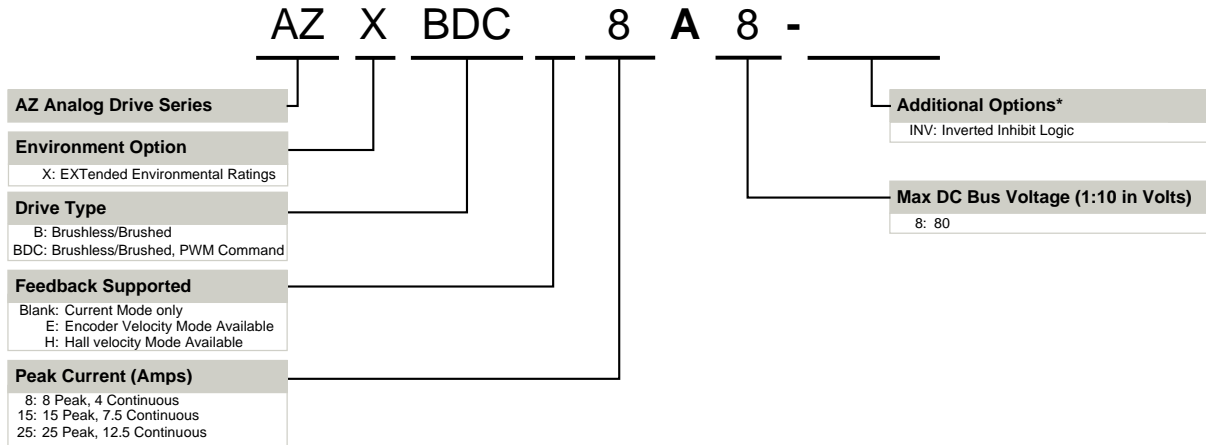 AZ X BDC 8 A 8 -
AZ Analog Drive Series
Environment Option
X: EXTended Environmental Ratings
Drive Type
B: Brushless/Brushed
BDC: Brushless/Brushed, PWM Command
Feedback Supported
Blank: Current Mode only
E: Encoder Velocity Mode Available
H: Hall velocity Mode Available
Peak Current (Amps)
8: 8 Peak, 4 Continuous
15: 15 Peak, 7.5 Continuous
25: 25 Peak, 12.5 Continuous
Additional Options*
INV: Inverted Inhibit Logic
Max DC Bus Voltage (1:10 in Volts)
8: 80